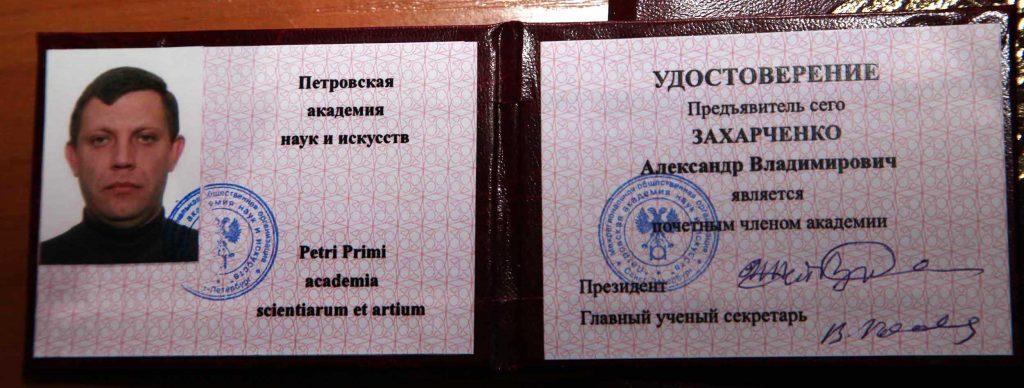 Петровская
академия
наук и искусств
Petri Primi
academia
scientiarum et artium
УДОСТОВЕРЕНИЕ
Предъявитель сего
ЗАХАРЧЕНКО
Александр Владимирович
является
почетным членом академии
Президент
Главный ученый секретарь